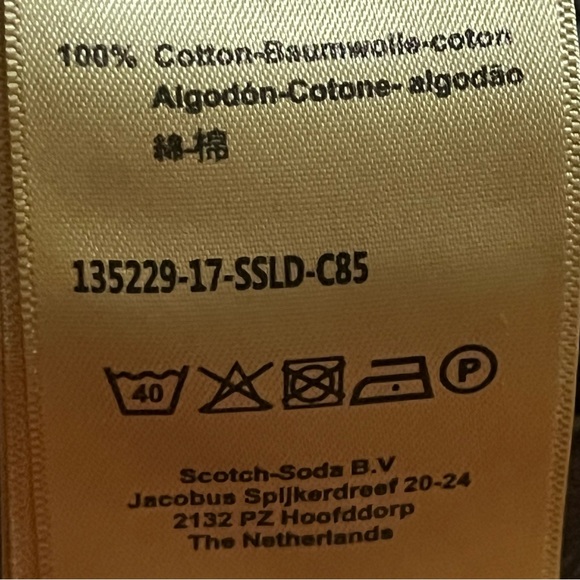 100% Cotton-Baumwolle-coton
Algodón-Cotone- algodão
綿-棉
135229-17-SSLD-C85
40 P
Scotch-Soda B.V
Jacobus Spijkerdreef 20-24
2132 PZ Hoofddorp
The Netherlands